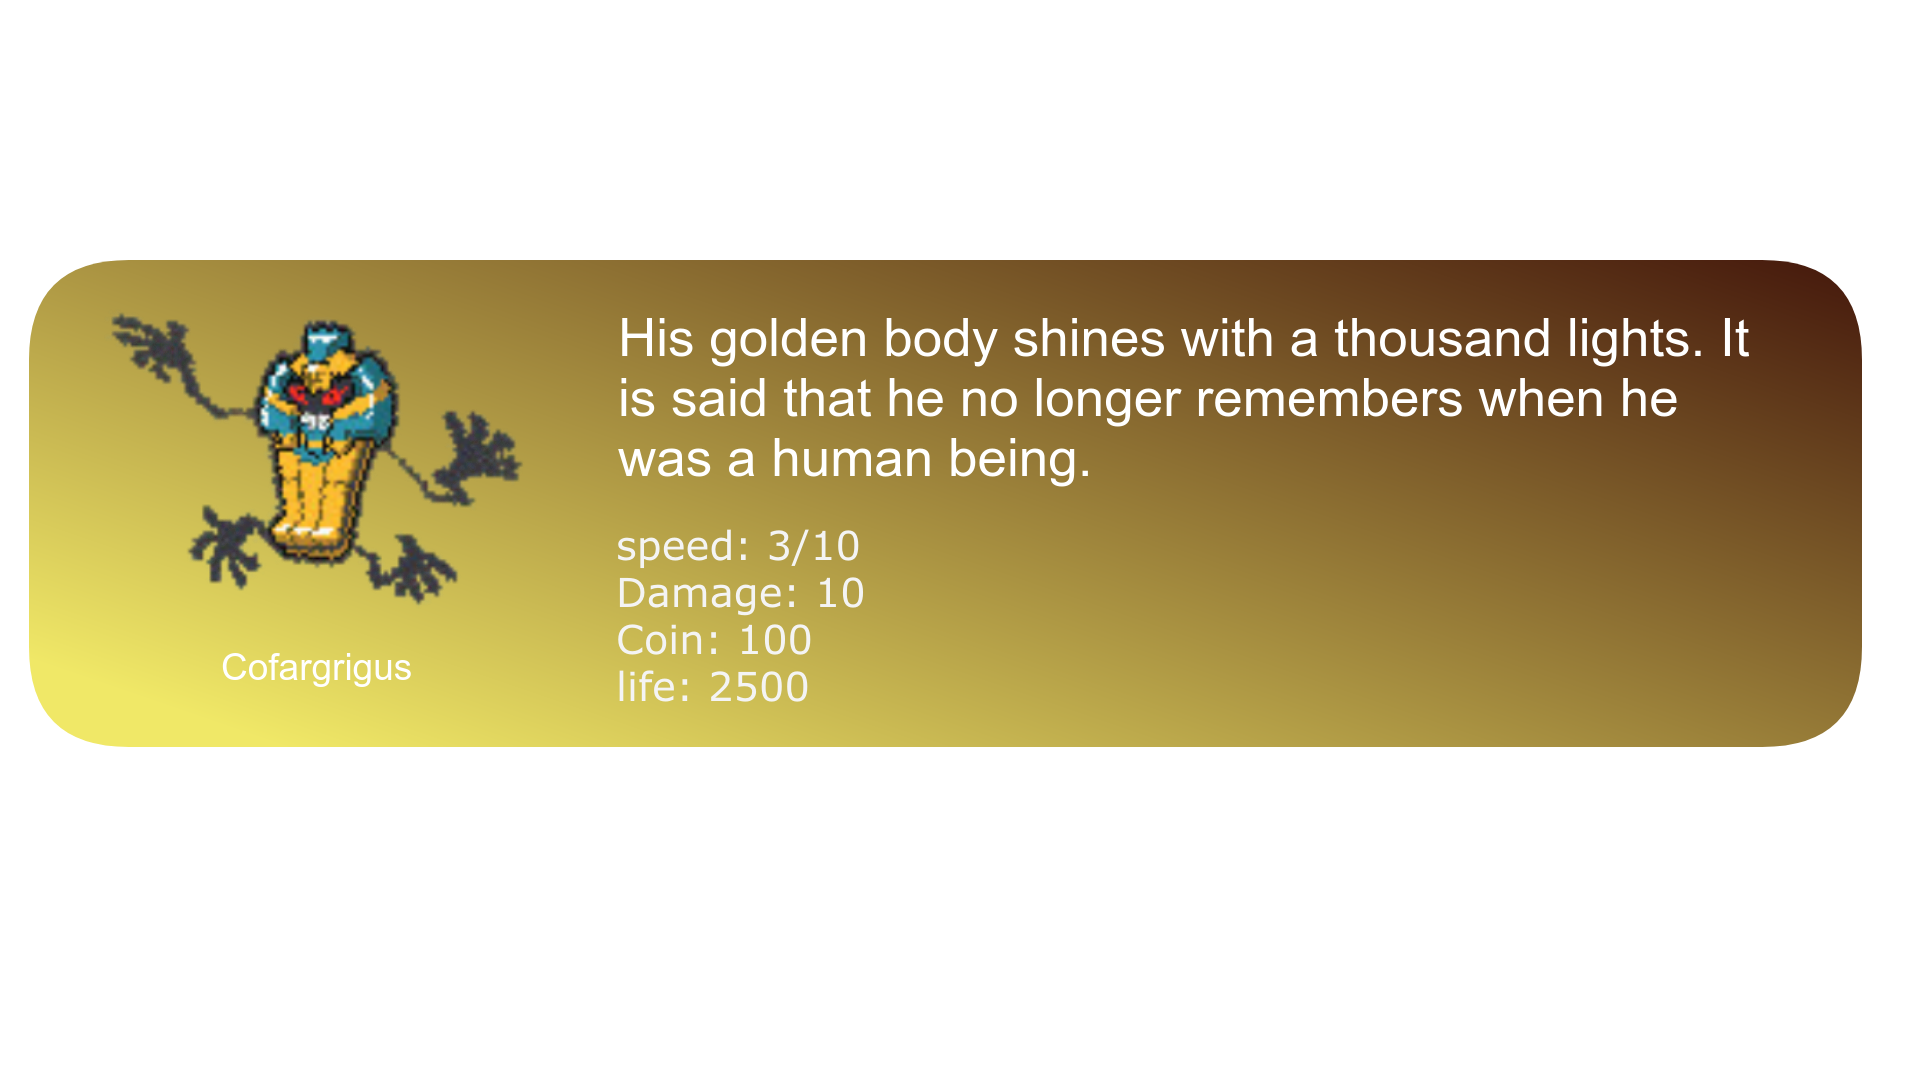 His golden body shines with a thousand lights. It
is said that he no longer remembers when he
was a human being.
speed: 3/10
Damage: 10
Coin: 100
life: 2500
Cofargrigus